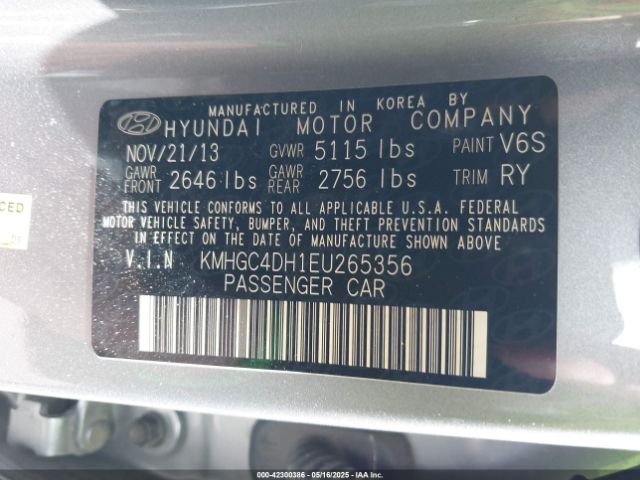 MANUFACTURED IN KOREA BY
HYUNDAI MOTOR COMPANY
NOV/21/13 GVWR 5115 lbs PAINT V6S
GAWR FRONT 2646 lbs GAWR REAR 2756 lbs TRIM RY
THIS VEHICLE CONFORMS TO ALL APPLICABLE U.S.A. FEDERAL
MOTOR VEHICLE SAFETY, BUMPER, AND THEFT PREVENTION STANDARDS
IN EFFECT ON THE DATE OF MANUFACTURE SHOWN ABOVE
V.I.N KMHGC4DH1EU265356
PASSENGER CAR
CED
000-42300386 - 05/16/2025 - IAAI.COM